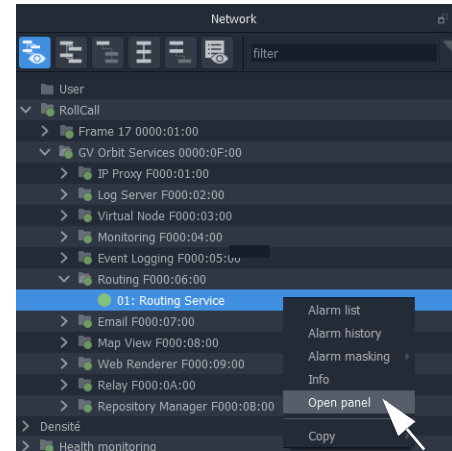 Network
filter
User
RollCall
Frame 17 0000:01:00
GV Orbit Services 0000:0F:00
IP Proxy F000:01:00
Log Server F000:02:00
Virtual Node F000:03:00
Monitoring F000:04:00
Event Logging F000:05:00
Routing F000:06:00
01: Routing Service
Alarm list
Email F000:07:00
Alarm history
Map View F000:08:00
Alarm masking
Web Renderer F000:09:00
Info
Relay F000:0A:00
Open panel
Repository Manager F000:0B:00
Densité
Copy
Health monitoring